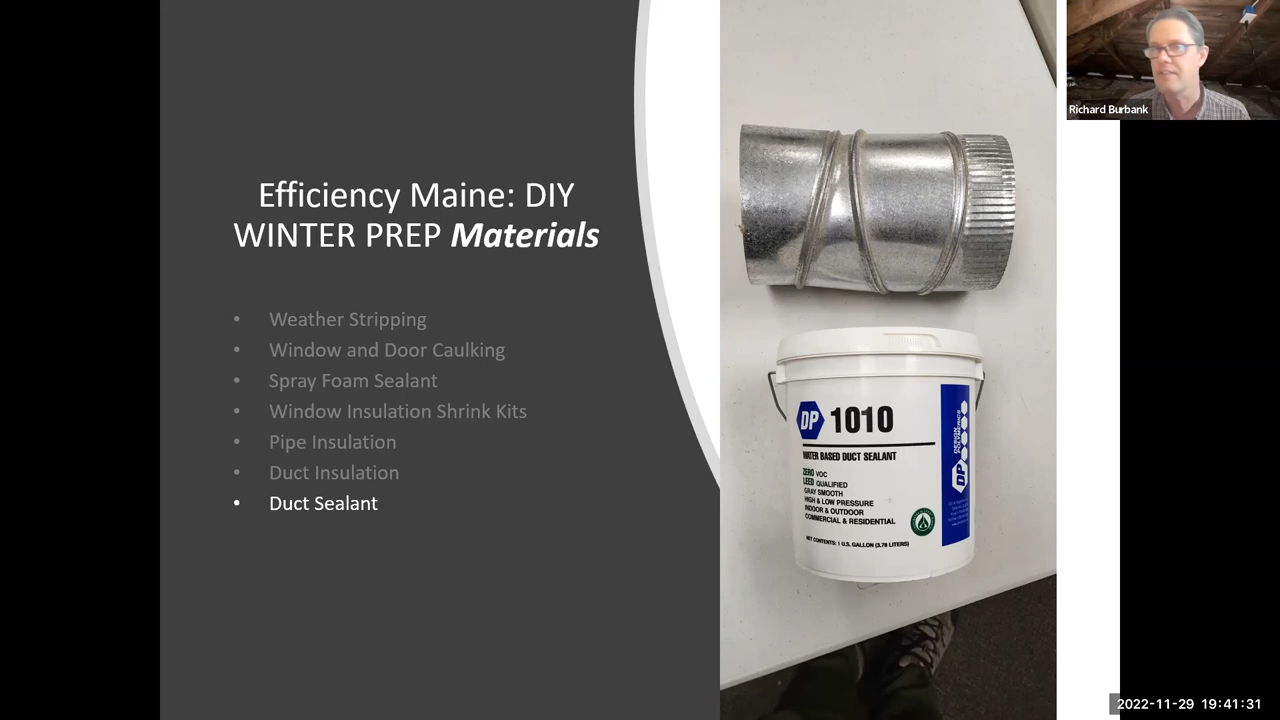 Efficiency Maine: DIY
WINTER PREP Materials
• Weather Stripping
• Window and Door Caulking
• Spray Foam Sealant
• Window Insulation Shrink Kits
• Pipe Insulation
• Duct Insulation
• Duct Sealant
DP 1010
WATER BASED DUCT SEALANT
ZERO VOC
LEED QUALIFIED
GRAY SMOOTH
HIGH & LOW PRESSURE
INDOOR & OUTDOOR
COMMERCIAL & RESIDENTIAL
NET CONTENTS: 1 U.S. GALLON (3.78 LITERS)
DP
DESIGN
POLYMERICS
Richard Burbank
2022-11-29 19:41:31